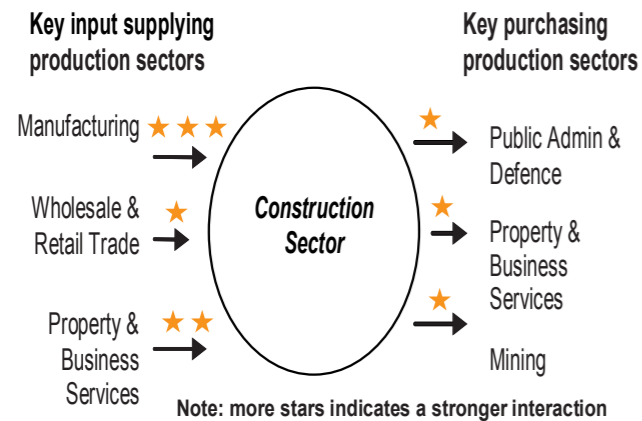 Key input supplying
production sectors
Manufacturing
Wholesale &
Retail Trade
Property &
Business
Services
Construction
Sector
Key purchasing
production sectors
Public Admin &
Defence
Property &
Business
Services
Mining
Note: more stars indicates a stronger interaction